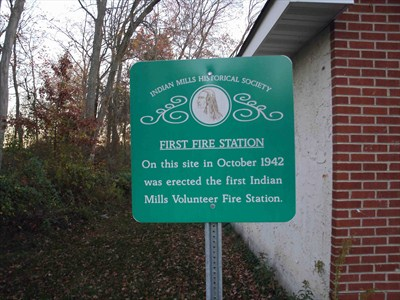 INDIAN MILLS HISTORICAL SOCIETY
FIRST FIRE STATION
On this site in October 1942
was erected the first Indian
Mills Volunteer Fire Station.